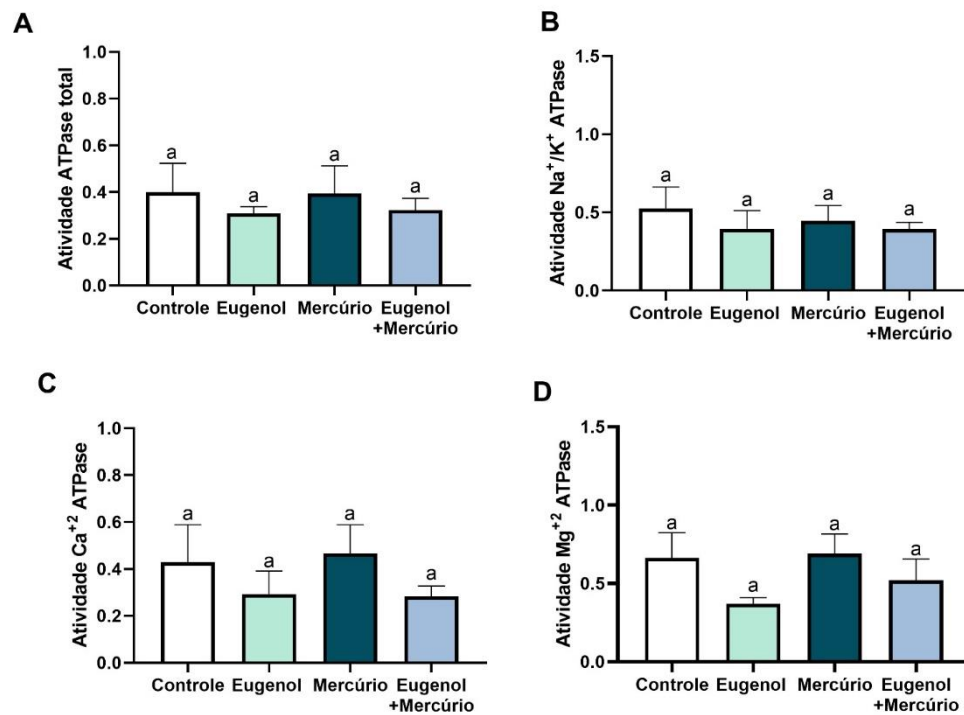 A
Atividade ATPase total
1.0
0.8
0.6
0.4
0.2
0.0
a
a
a
a
Controle Eugenol Mercúrio Eugenol
+Mercúrio
B
Atividade Na⁺/K⁺ ATPase
1.5
1.0
0.5
0.0
a
a
a
a
Controle Eugenol Mercúrio Eugenol
+Mercúrio
C
Atividade Ca⁺² ATPase
1.0
0.8
0.6
0.4
0.2
0.0
a
a
a
a
Controle Eugenol Mercúrio Eugenol
+Mercúrio
D
Atividade Mg⁺² ATPase
1.5
1.0
0.5
0.0
a
a
a
a
Controle Eugenol Mercúrio Eugenol
+Mercúrio